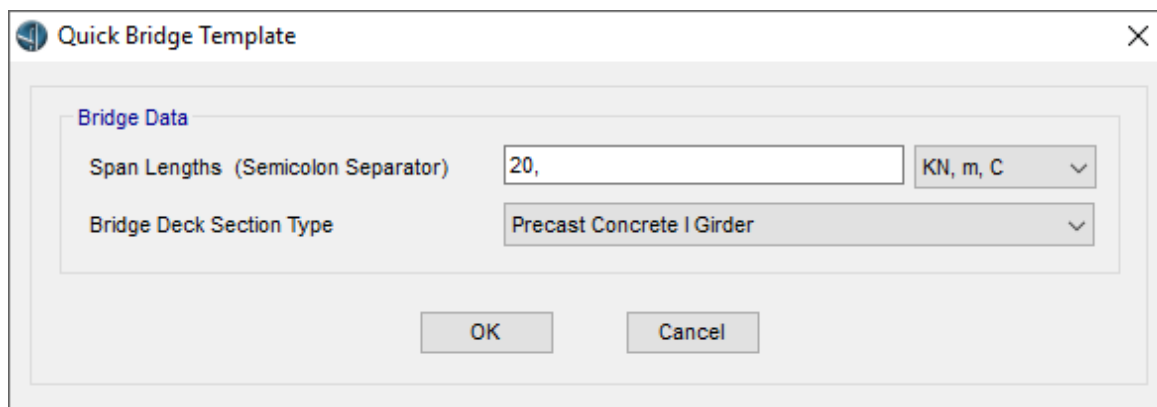 Quick Bridge Template
Bridge Data
Span Lengths (Semicolon Separator) 20, KN, m, C
Bridge Deck Section Type Precast Concrete I Girder
OK Cancel